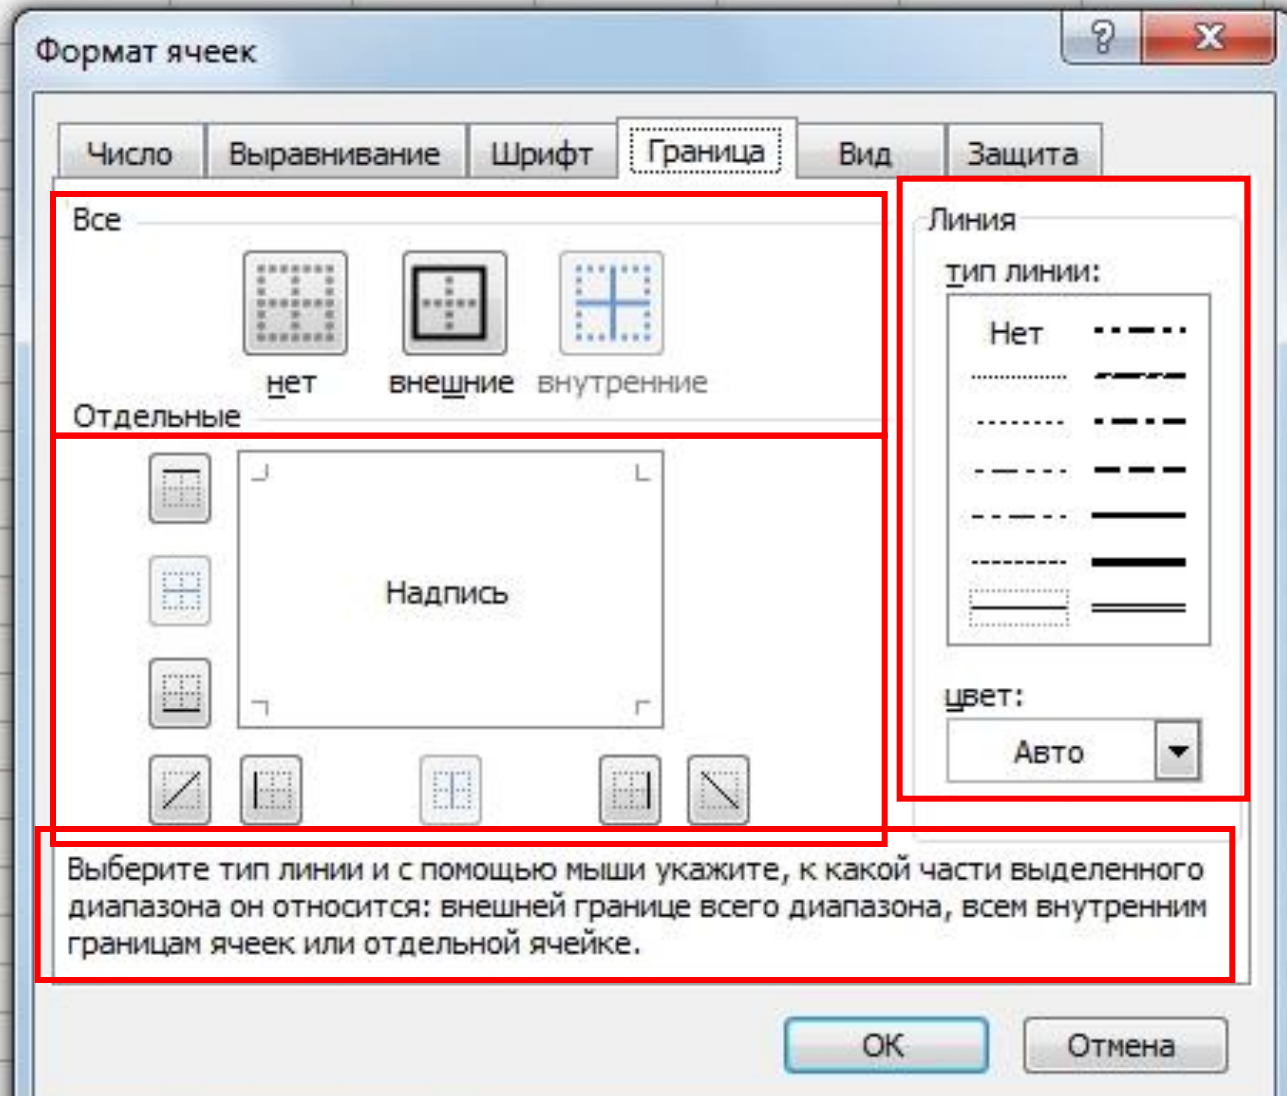 Формат ячеек
Число Выравнивание Шрифт Граница Вид Защита
Все
нет внешние внутренние
Отдельные
Надпись
Линия
тип линии:
Нет
цвет:
Авто
Выберите тип линии и с помощью мыши укажите, к какой части выделенного
диапазона он относится: внешней границе всего диапазона, всем внутренним
границам ячеек или отдельной ячейке.
ОК Отмена